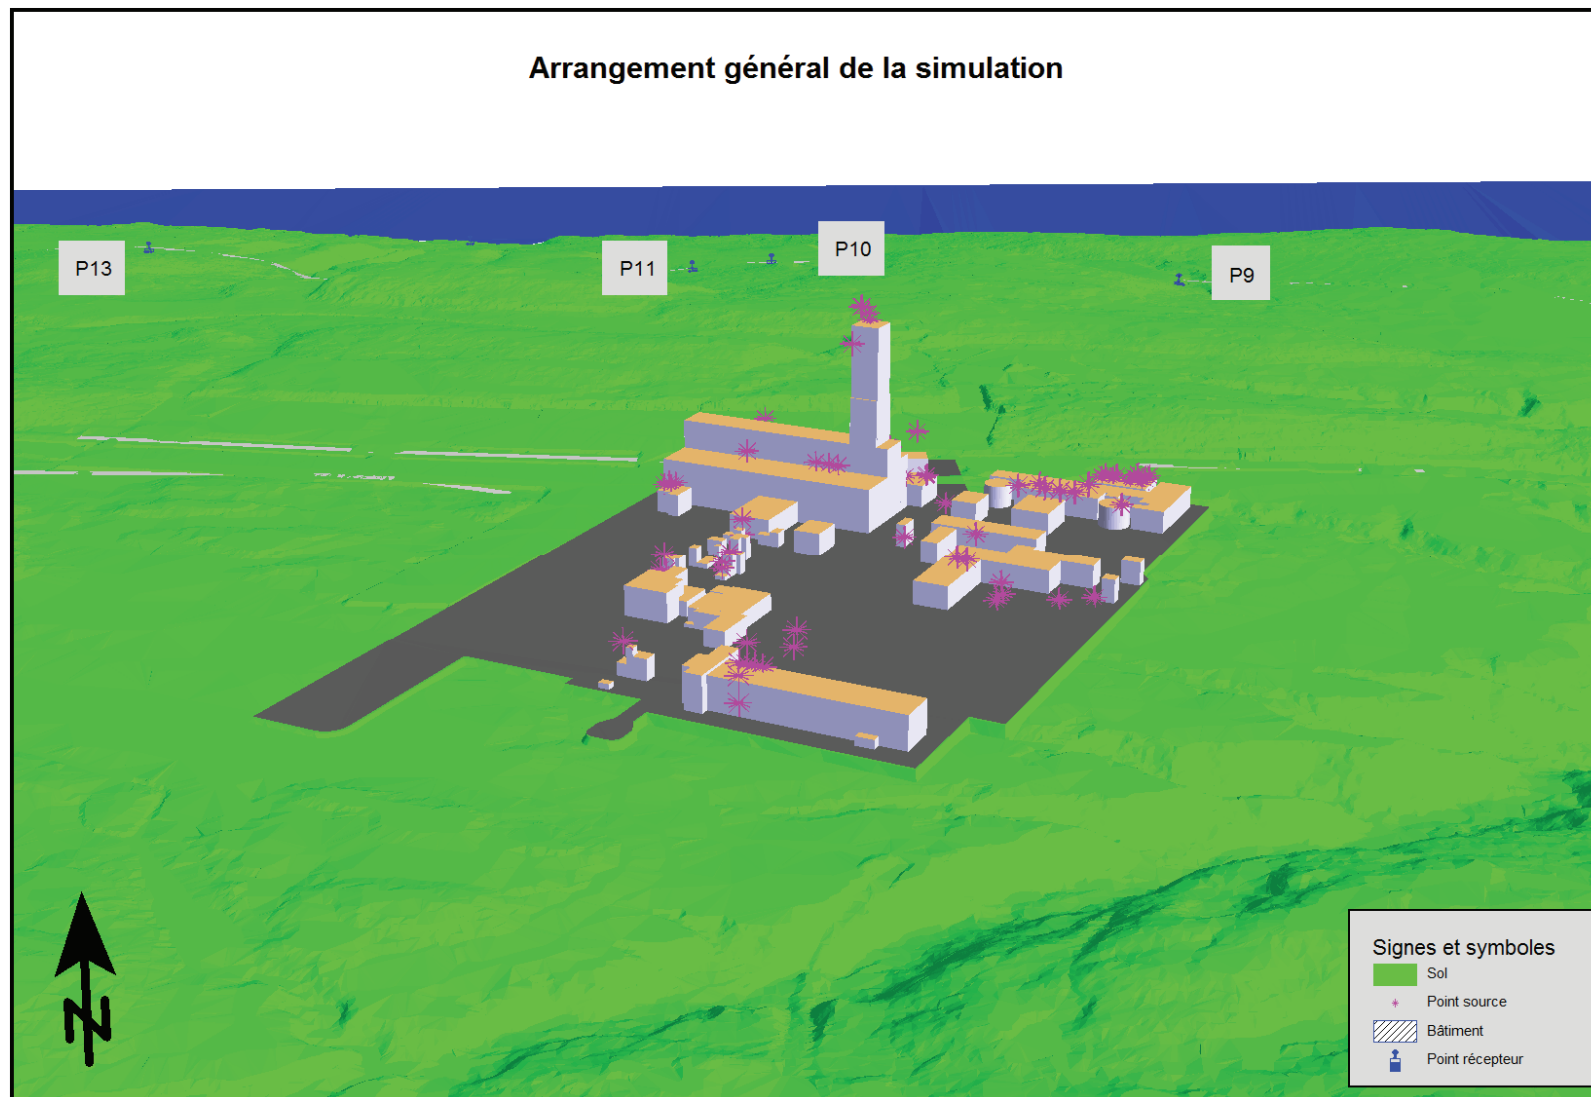 Arrangement général de la simulation
P13
P11
P10
P9
N
Signes et symboles
Sol
Point source
Bâtiment
Point récepteur